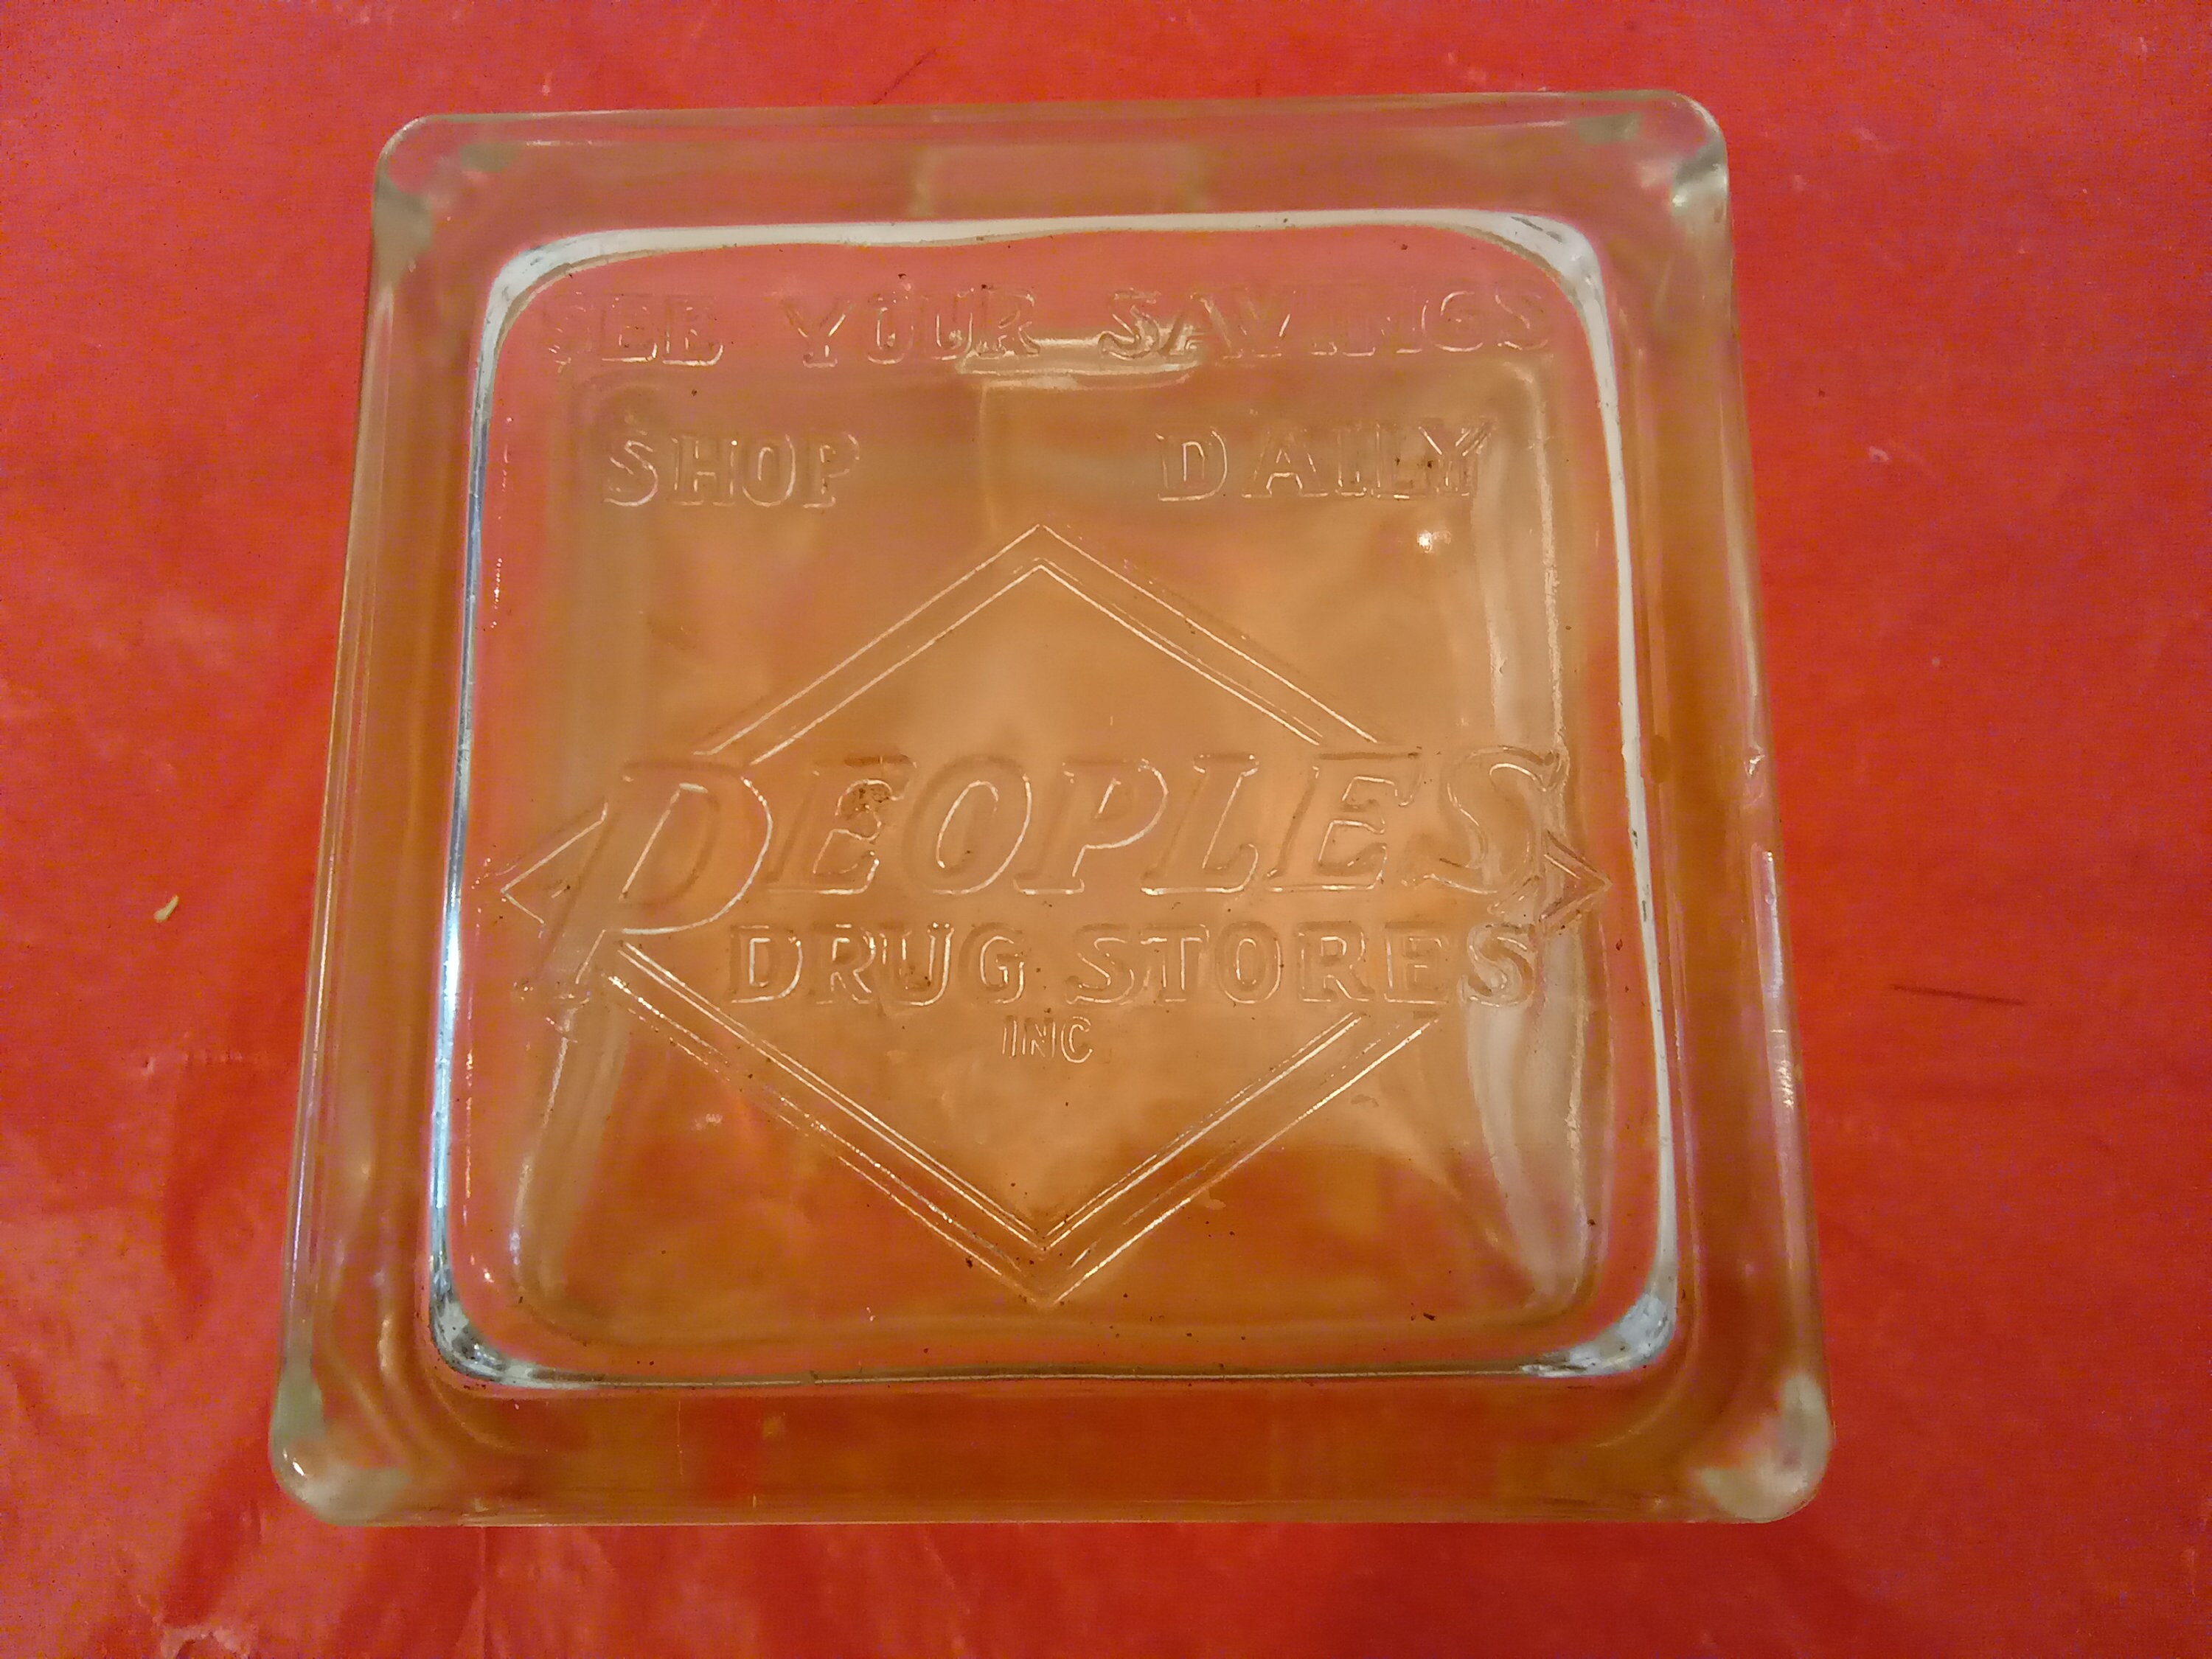 SEE YOUR SAVINGS
SHOP DAILY
PEOPLES
DRUG STORES
INC